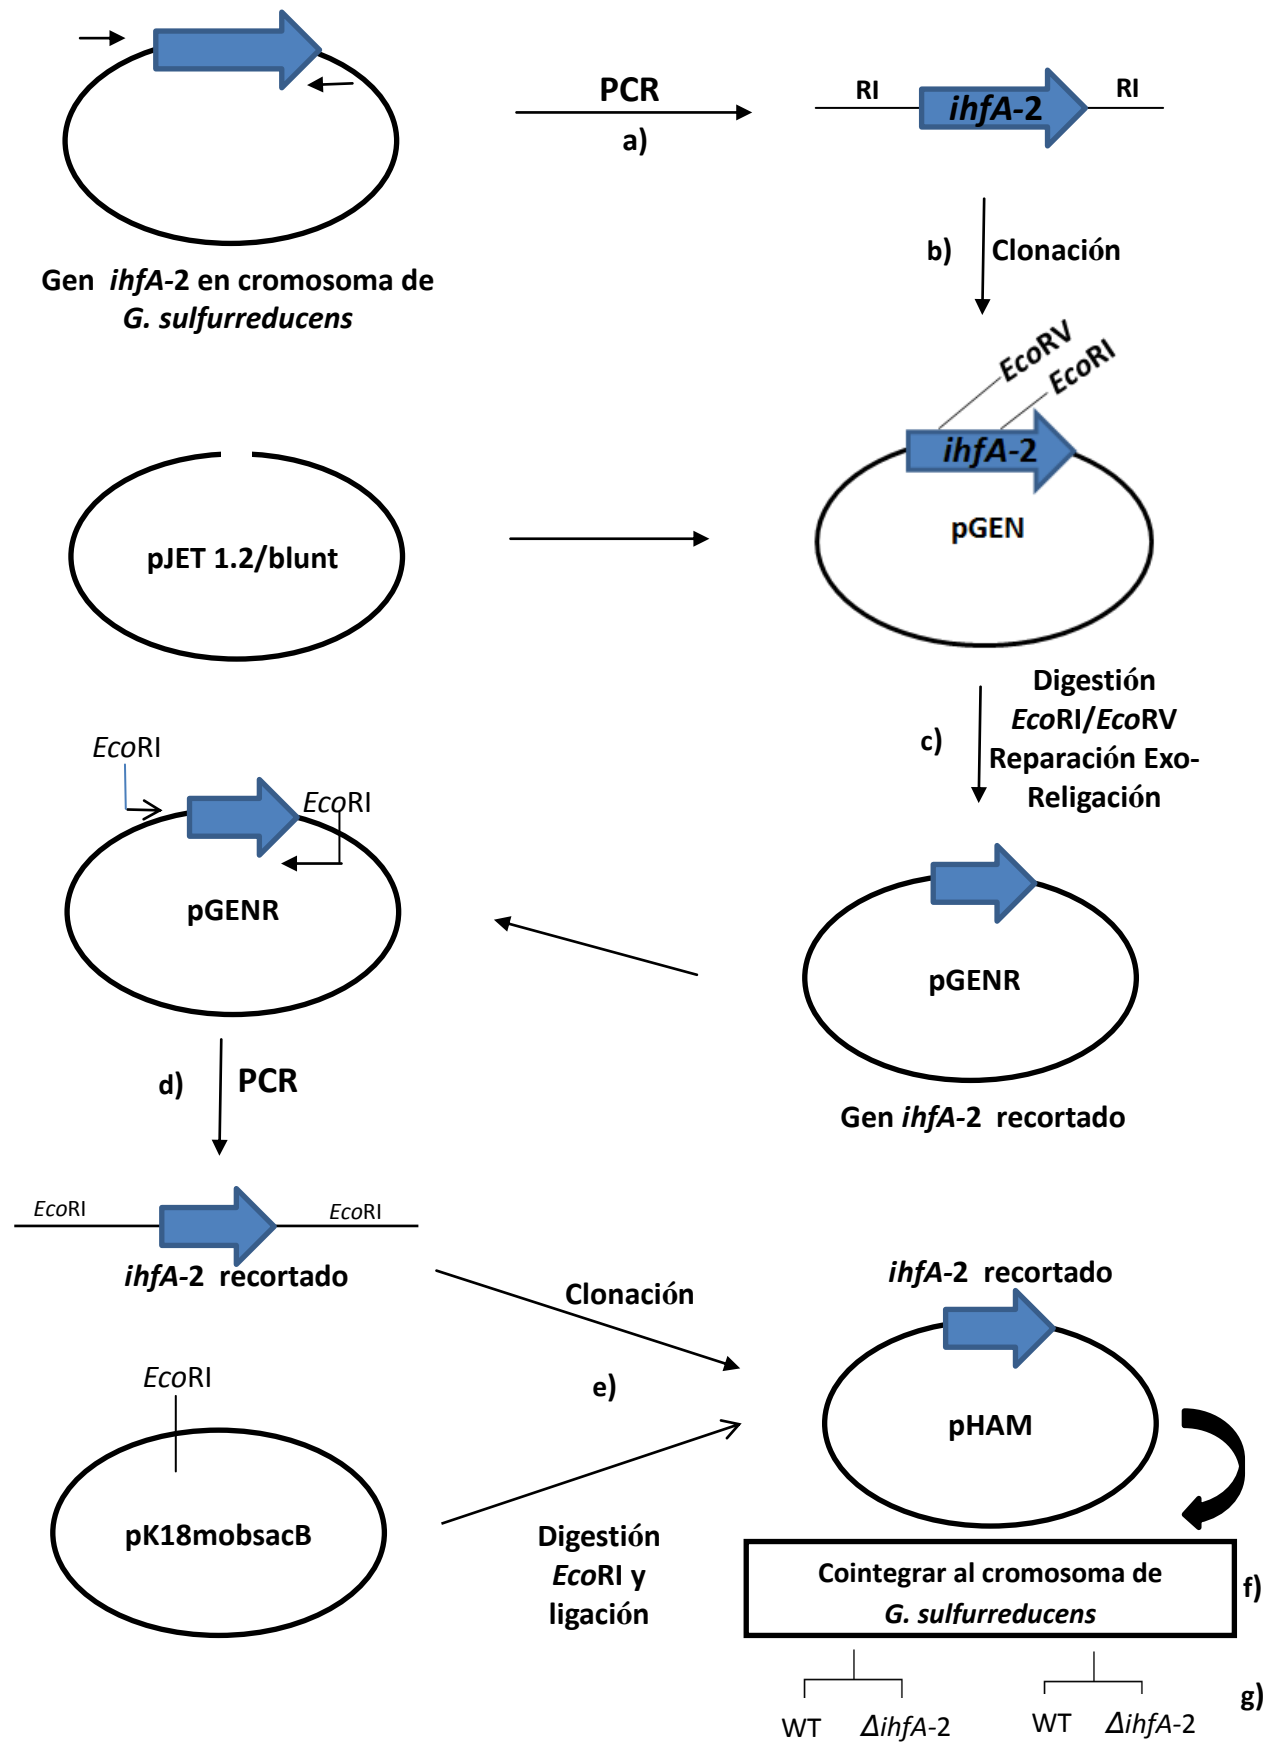 PCR
a)
RI
RI
ihfA-2
Gen ihfA-2 en cromosoma de
G. sulfurreducens
b)
Clonación
EcoRV
EcoRI
ihfA-2
pGEN
pJET 1.2/blunt
c)
Digestión
EcoRI/EcoRV
Reparación Exo-
Religación
EcoRI
EcoRI
pGENR
pGENR
Gen ihfA-2 recortado
d)
PCR
EcoRI
EcoRI
ihfA-2 recortado
Clonación
ihfA-2 recortado
e)
pHAM
EcoRI
pK18mobsacB
Digestión
EcoRI y
ligación
Cointegrar al cromosoma de
G. sulfurreducens
f)
WT
ΔihfA-2
WT
ΔihfA-2
g)